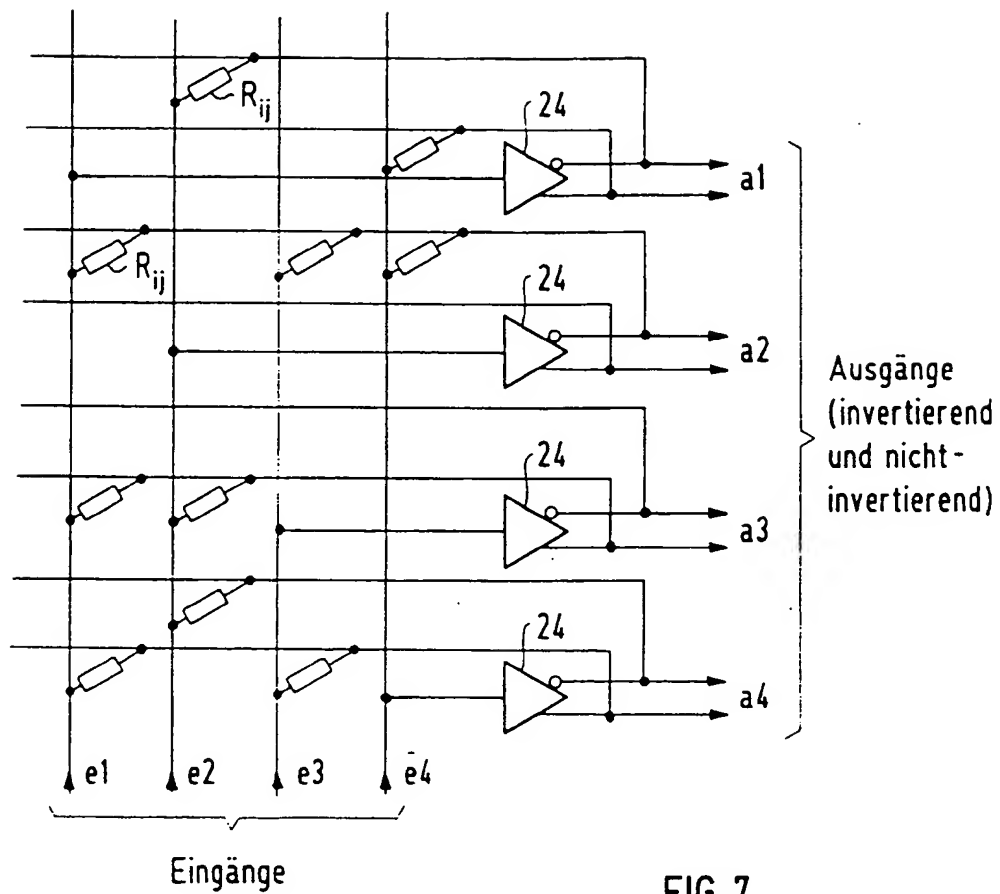 R_ij
24
a1
R_ij
24
a2
Ausgänge
(invertierend
und nicht-
invertierend)
24
a3
24
a4
e1 e2 e3 e4
Eingänge
FIG. 7